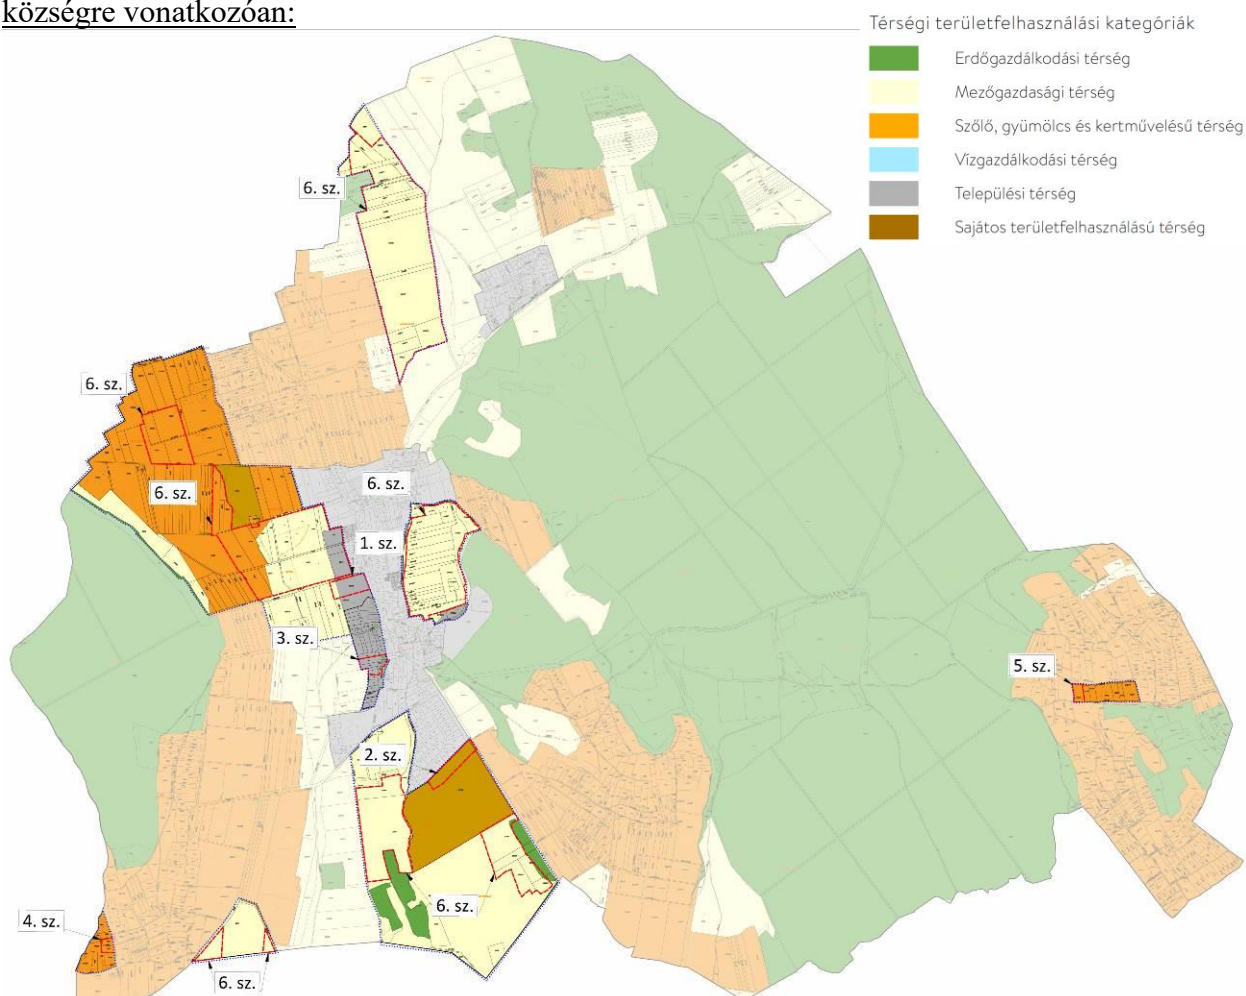 községre vonatkozóan:
Térségi területfelhasználási kategóriák
Erdőgazdálkodási térség
Mezőgazdasági térség
Szőlő, gyümölcs és kertművelésű térség
Vízgazdálkodási térség
Települési térség
Sajátos területfelhasználású térség
6. sz.
6. sz.
6. sz.
6. sz.
1. sz.
3. sz.
5. sz.
2. sz.
6. sz.
4. sz.
6. sz.